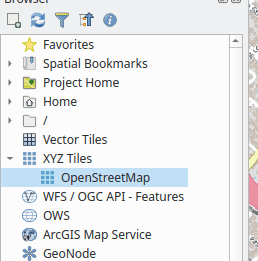 Favorites
Spatial Bookmarks
Project Home
Home
/
Vector Tiles
XYZ Tiles
OpenStreetMap
WFS / OGC API - Features
OWS
ArcGIS Map Service
GeoNode